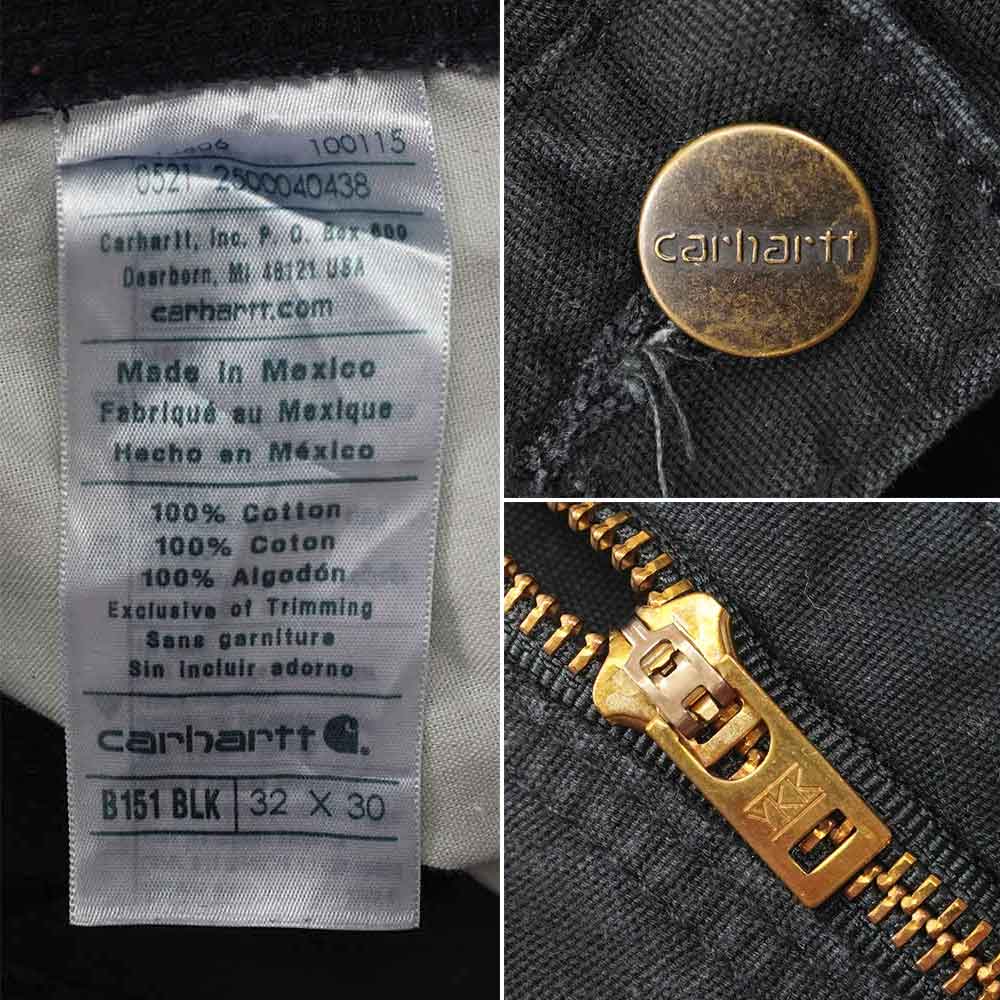 100115
0521 2500040438
Carhartt, Inc. P. O. Box 600
Dearborn, MI 48121 USA
carhartt.com
Made in Mexico
Fabriqué au Mexique
Hecho en México
100% Cotton
100% Coton
100% Algodón
Exclusive of Trimming
Sans garniture
Sin incluir adorno
carhartt
B151 BLK 32 X 30
carhartt
YKK